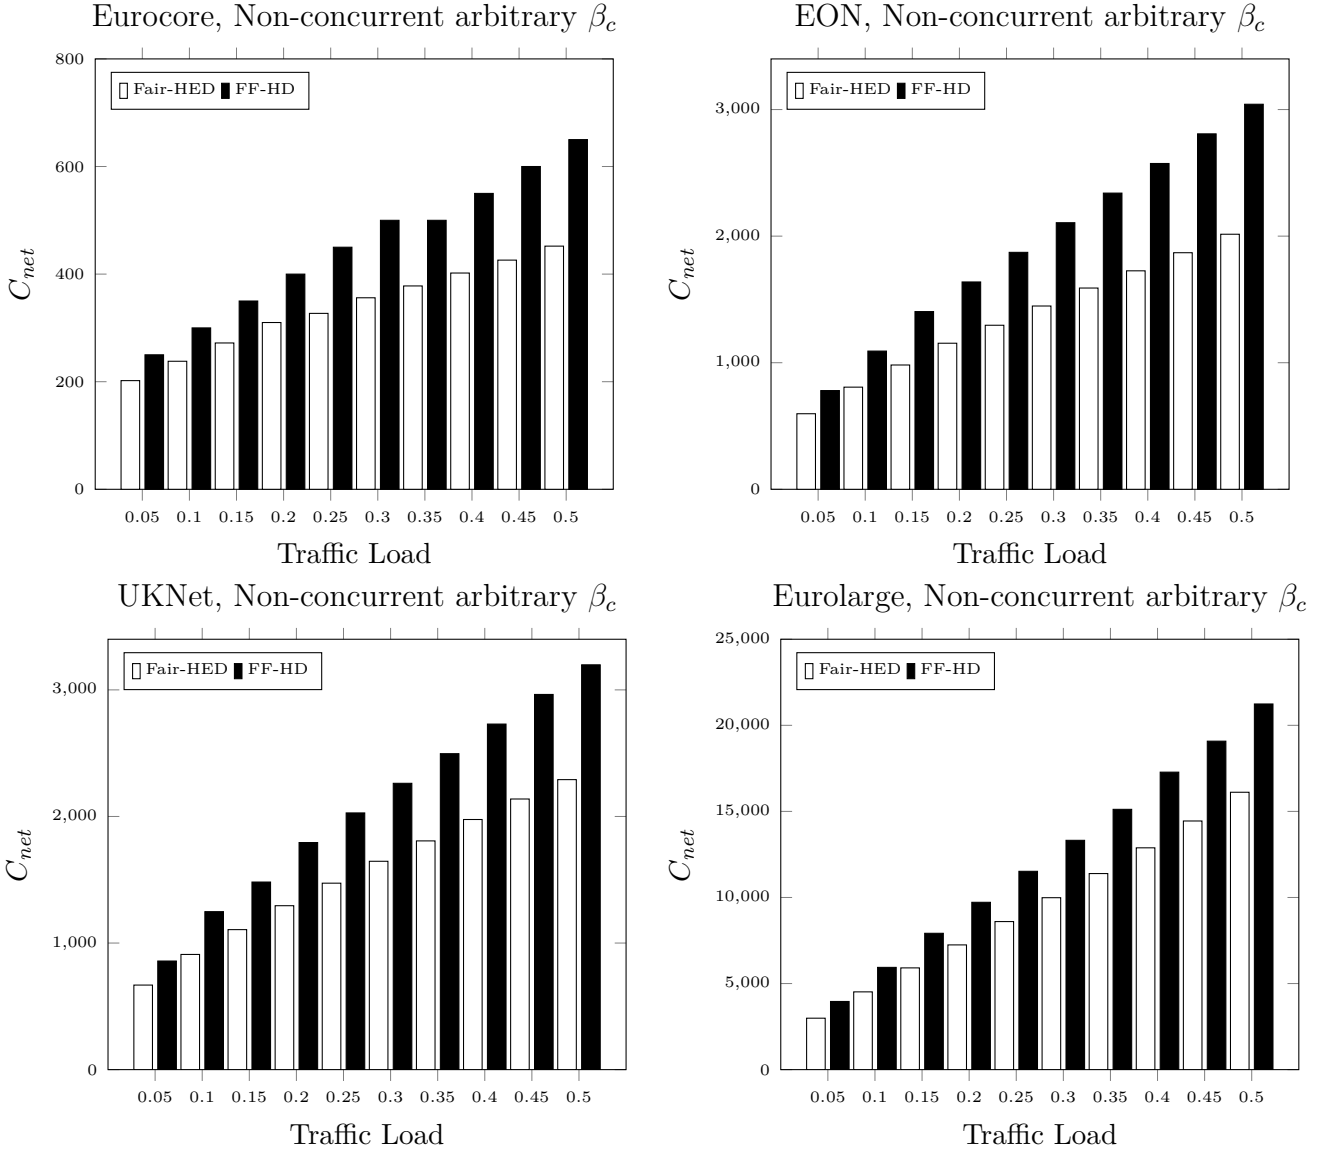 Eurocore, Non-concurrent arbitrary βc
800
600
400
200
0
Cnet
Fair-HED FF-HD
0.05 0.1 0.15 0.2 0.25 0.3 0.35 0.4 0.45 0.5
Traffic Load
EON, Non-concurrent arbitrary βc
3,000
2,000
1,000
0
Cnet
Fair-HED FF-HD
0.05 0.1 0.15 0.2 0.25 0.3 0.35 0.4 0.45 0.5
Traffic Load
UKNet, Non-concurrent arbitrary βc
3,000
2,000
1,000
0
Cnet
Fair-HED FF-HD
0.05 0.1 0.15 0.2 0.25 0.3 0.35 0.4 0.45 0.5
Traffic Load
Eurolarge, Non-concurrent arbitrary βc
25,000
20,000
15,000
10,000
5,000
0
Cnet
Fair-HED FF-HD
0.05 0.1 0.15 0.2 0.25 0.3 0.35 0.4 0.45 0.5
Traffic Load